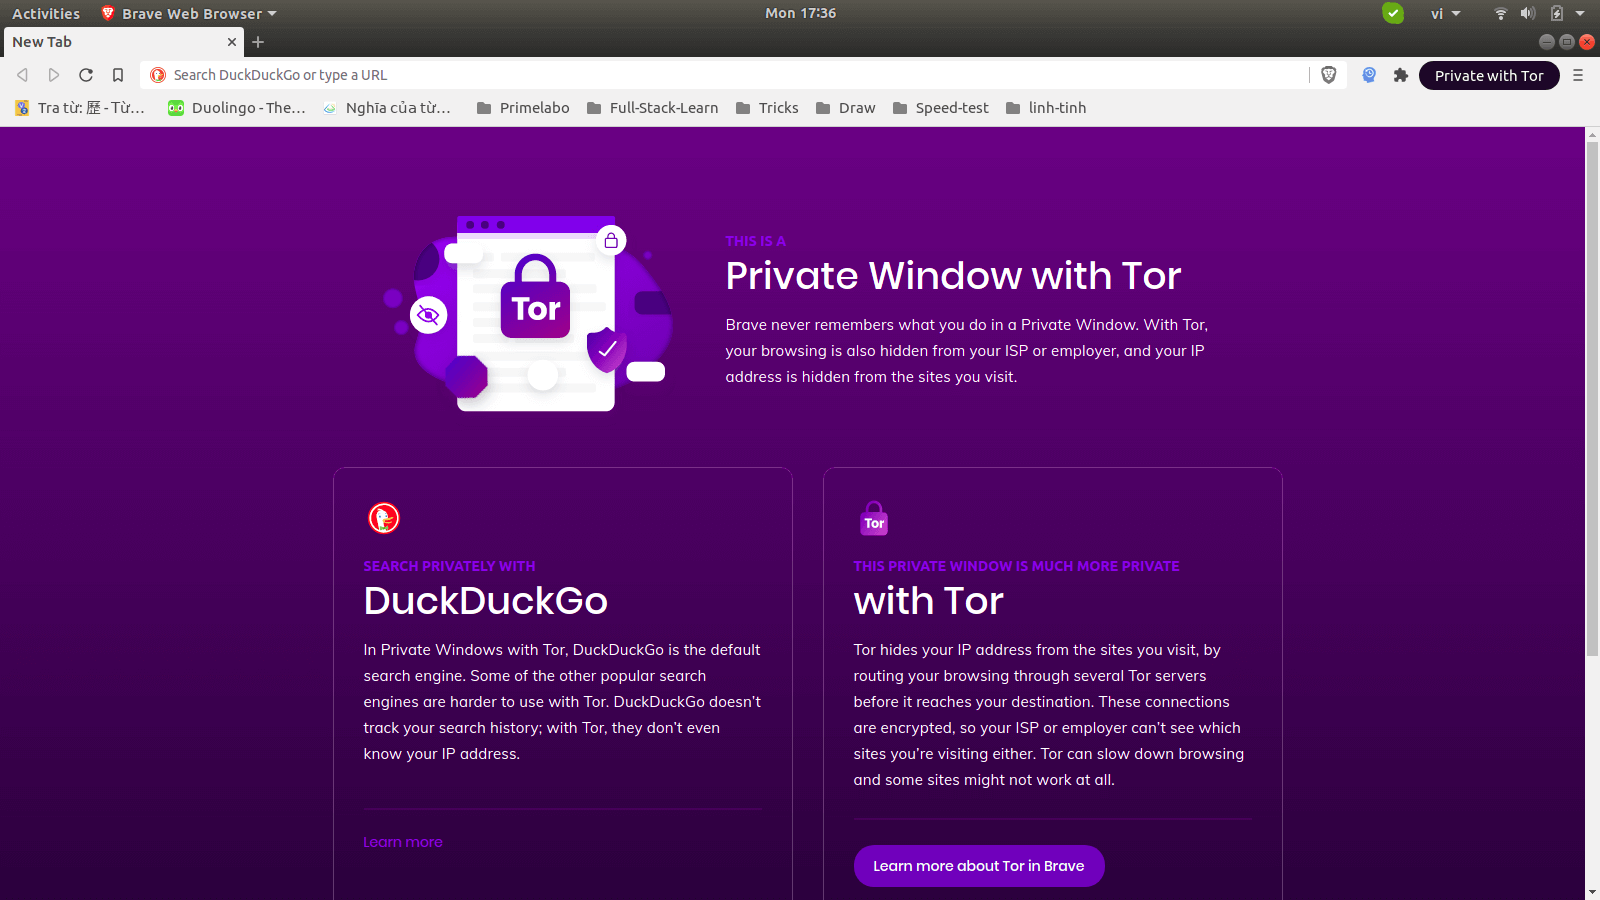 Activities Brave Web Browser Mon 17:36 vi
New Tab
Search DuckDuckGo or type a URL Private with Tor
Tra từ: 歷 - Từ... Duolingo - The... Nghĩa của từ... Primelabo Full-Stack-Learn Tricks Draw Speed-test linh-tinh
Tor
THIS IS A
Private Window with Tor
Brave never remembers what you do in a Private Window. With Tor,
your browsing is also hidden from your ISP or employer, and your IP
address is hidden from the sites you visit.
SEARCH PRIVATELY WITH
DuckDuckGo
In Private Windows with Tor, DuckDuckGo is the default
search engine. Some of the other popular search
engines are harder to use with Tor. DuckDuckGo doesn't
track your search history; with Tor, they don't even
know your IP address.
Learn more
Tor
THIS PRIVATE WINDOW IS MUCH MORE PRIVATE
with Tor
Tor hides your IP address from the sites you visit, by
routing your browsing through several Tor servers
before it reaches your destination. These connections
are encrypted, so your ISP or employer can't see which
sites you're visiting either. Tor can slow down browsing
and some sites might not work at all.
Learn more about Tor in Brave